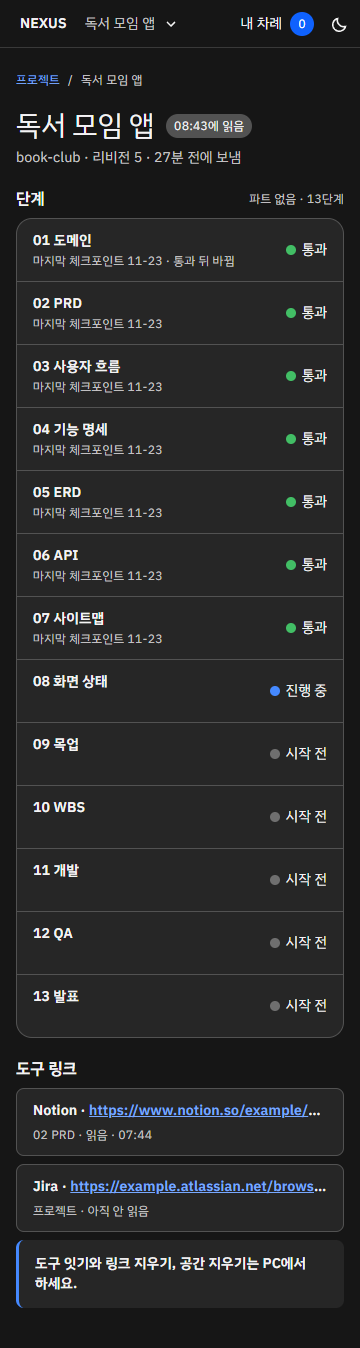 NEXUS 독서 모임 앱 내 차례 0
프로젝트 / 독서 모임 앱
독서 모임 앱 08:43에 읽음
book-club · 리비전 5 · 27분 전에 보냄
단계 파트 없음 · 13단계
01 도메인
마지막 체크포인트 11-23 · 통과 뒤 바뀜
통과
02 PRD
마지막 체크포인트 11-23
통과
03 사용자 흐름
마지막 체크포인트 11-23
통과
04 기능 명세
마지막 체크포인트 11-23
통과
05 ERD
마지막 체크포인트 11-23
통과
06 API
마지막 체크포인트 11-23
통과
07 사이트맵
마지막 체크포인트 11-23
통과
08 화면 상태
진행 중
09 목업
시작 전
10 WBS
시작 전
11 개발
시작 전
12 QA
시작 전
13 발표
시작 전
도구 링크
Notion · https://www.notion.so/example/...
02 PRD · 읽음 · 07:44
Jira · https://example.atlassian.net/brows...
프로젝트 · 아직 안 읽음
도구 잇기와 링크 지우기, 공간 지우기는 PC에서
하세요.